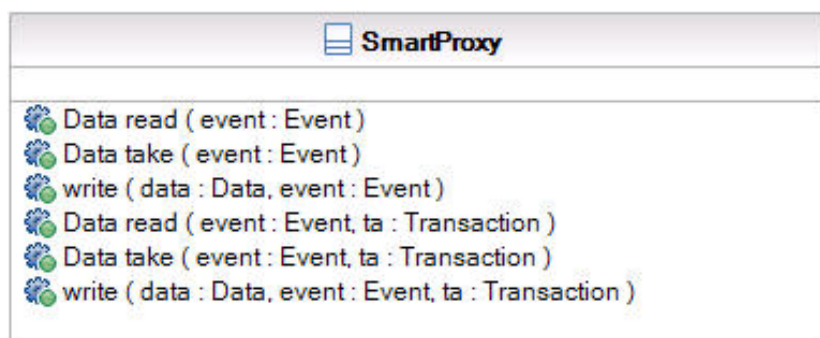 SmartProxy
Data read ( event : Event )
Data take ( event : Event )
write ( data : Data, event : Event )
Data read ( event : Event, ta : Transaction )
Data take ( event : Event, ta : Transaction )
write ( data : Data, event : Event, ta : Transaction )